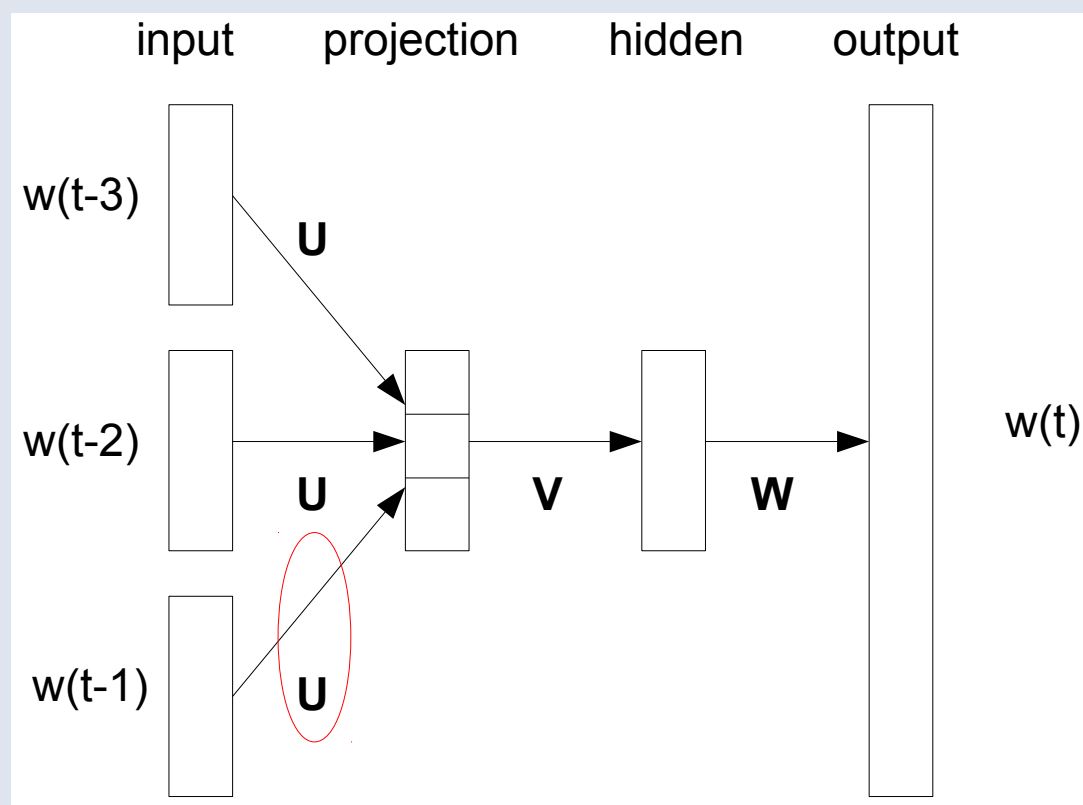 input projection hidden output
w(t-3)
U
w(t-2)
w(t)
U V W
w(t-1)
U